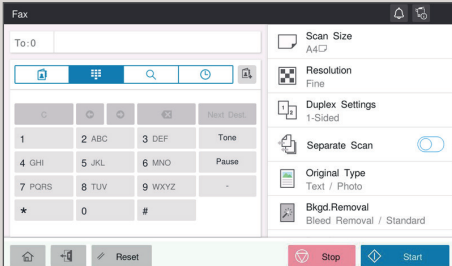 Fax
To:0
C
Next Dest.
1
2 ABC
3 DEF
Tone
4 GHI
5 JKL
6 MNO
Pause
7 PQRS
8 TUV
9 WXYZ
-
*
0
#
Reset
Scan Size
A4
Resolution
Fine
Duplex Settings
1-Sided
Separate Scan
Original Type
Text / Photo
Bkgd.Removal
Bleed Removal / Standard
Stop
Start